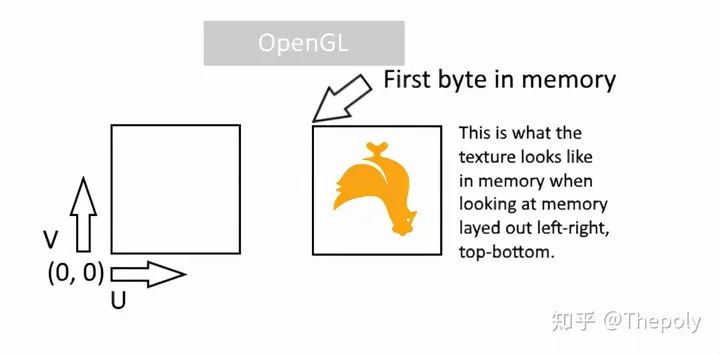 OpenGL
First byte in memory
This is what the
texture looks like
in memory when
looking at memory
layed out left-right,
top-bottom.
V
(0, 0)
U
知乎 @Thepoly